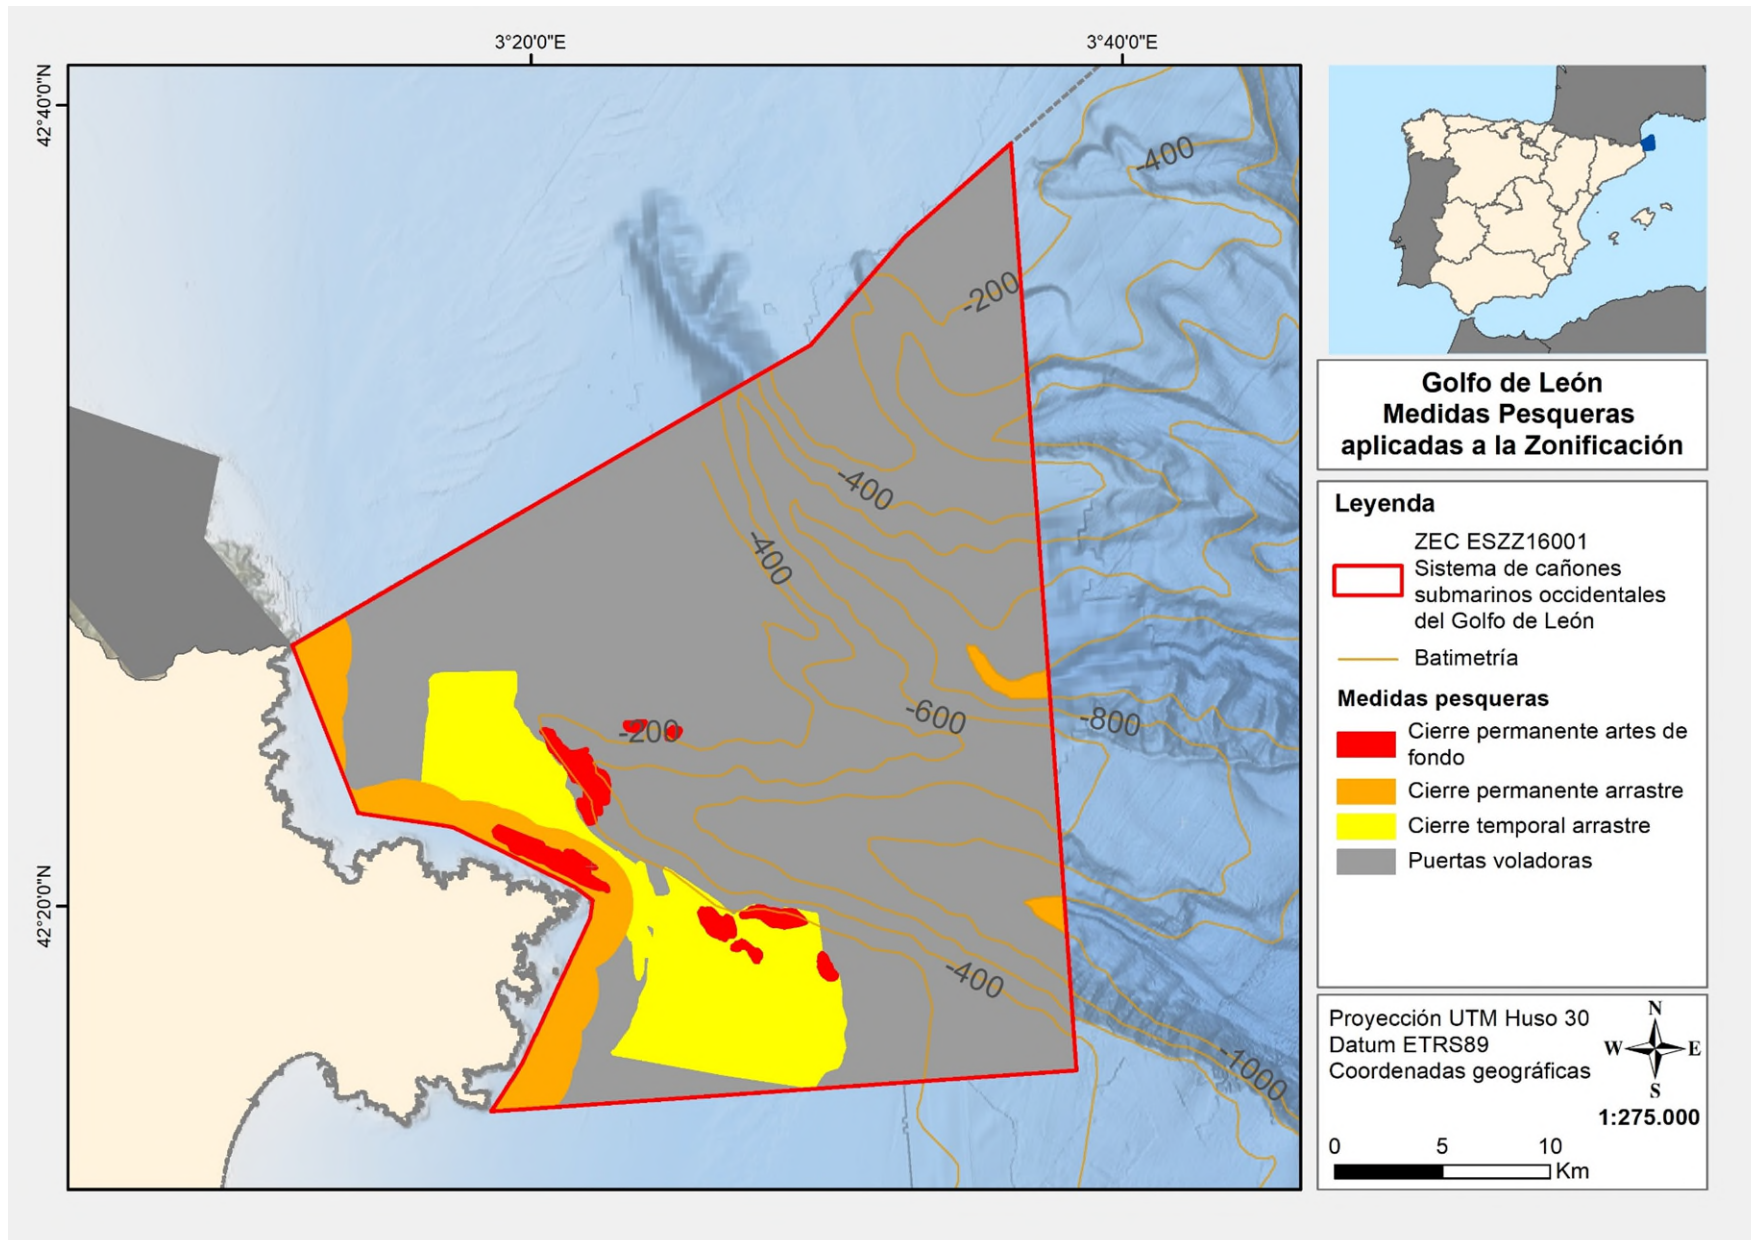 3°20'0"E
3°40'0"E
42°40'0"N
42°20'0"N
-400
-200
-400
-400
-200
-600
-800
-400
-1000
Golfo de León
Medidas Pesqueras
aplicadas a la Zonificación
Leyenda
ZEC ESZZ16001
Sistema de cañones
submarinos occidentales
del Golfo de León
Batimetría
Medidas pesqueras
Cierre permanente artes de
fondo
Cierre permanente arrastre
Cierre temporal arrastre
Puertas voladoras
Proyección UTM Huso 30
Datum ETRS89
Coordenadas geográficas
N
W
E
S
1:275.000
0
5
10
Km